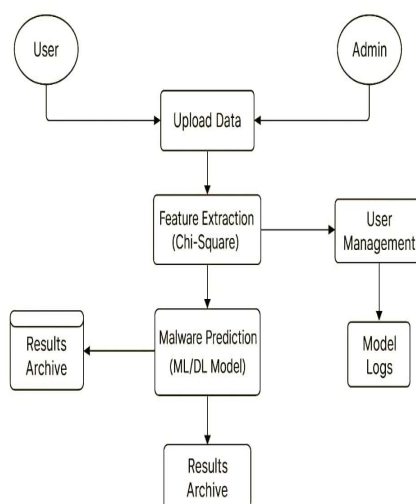 User
Admin
Upload Data
Feature Extraction
(Chi-Square)
User
Management
Malware Prediction
(ML/DL Model)
Results
Archive
Model
Logs
Results
Archive